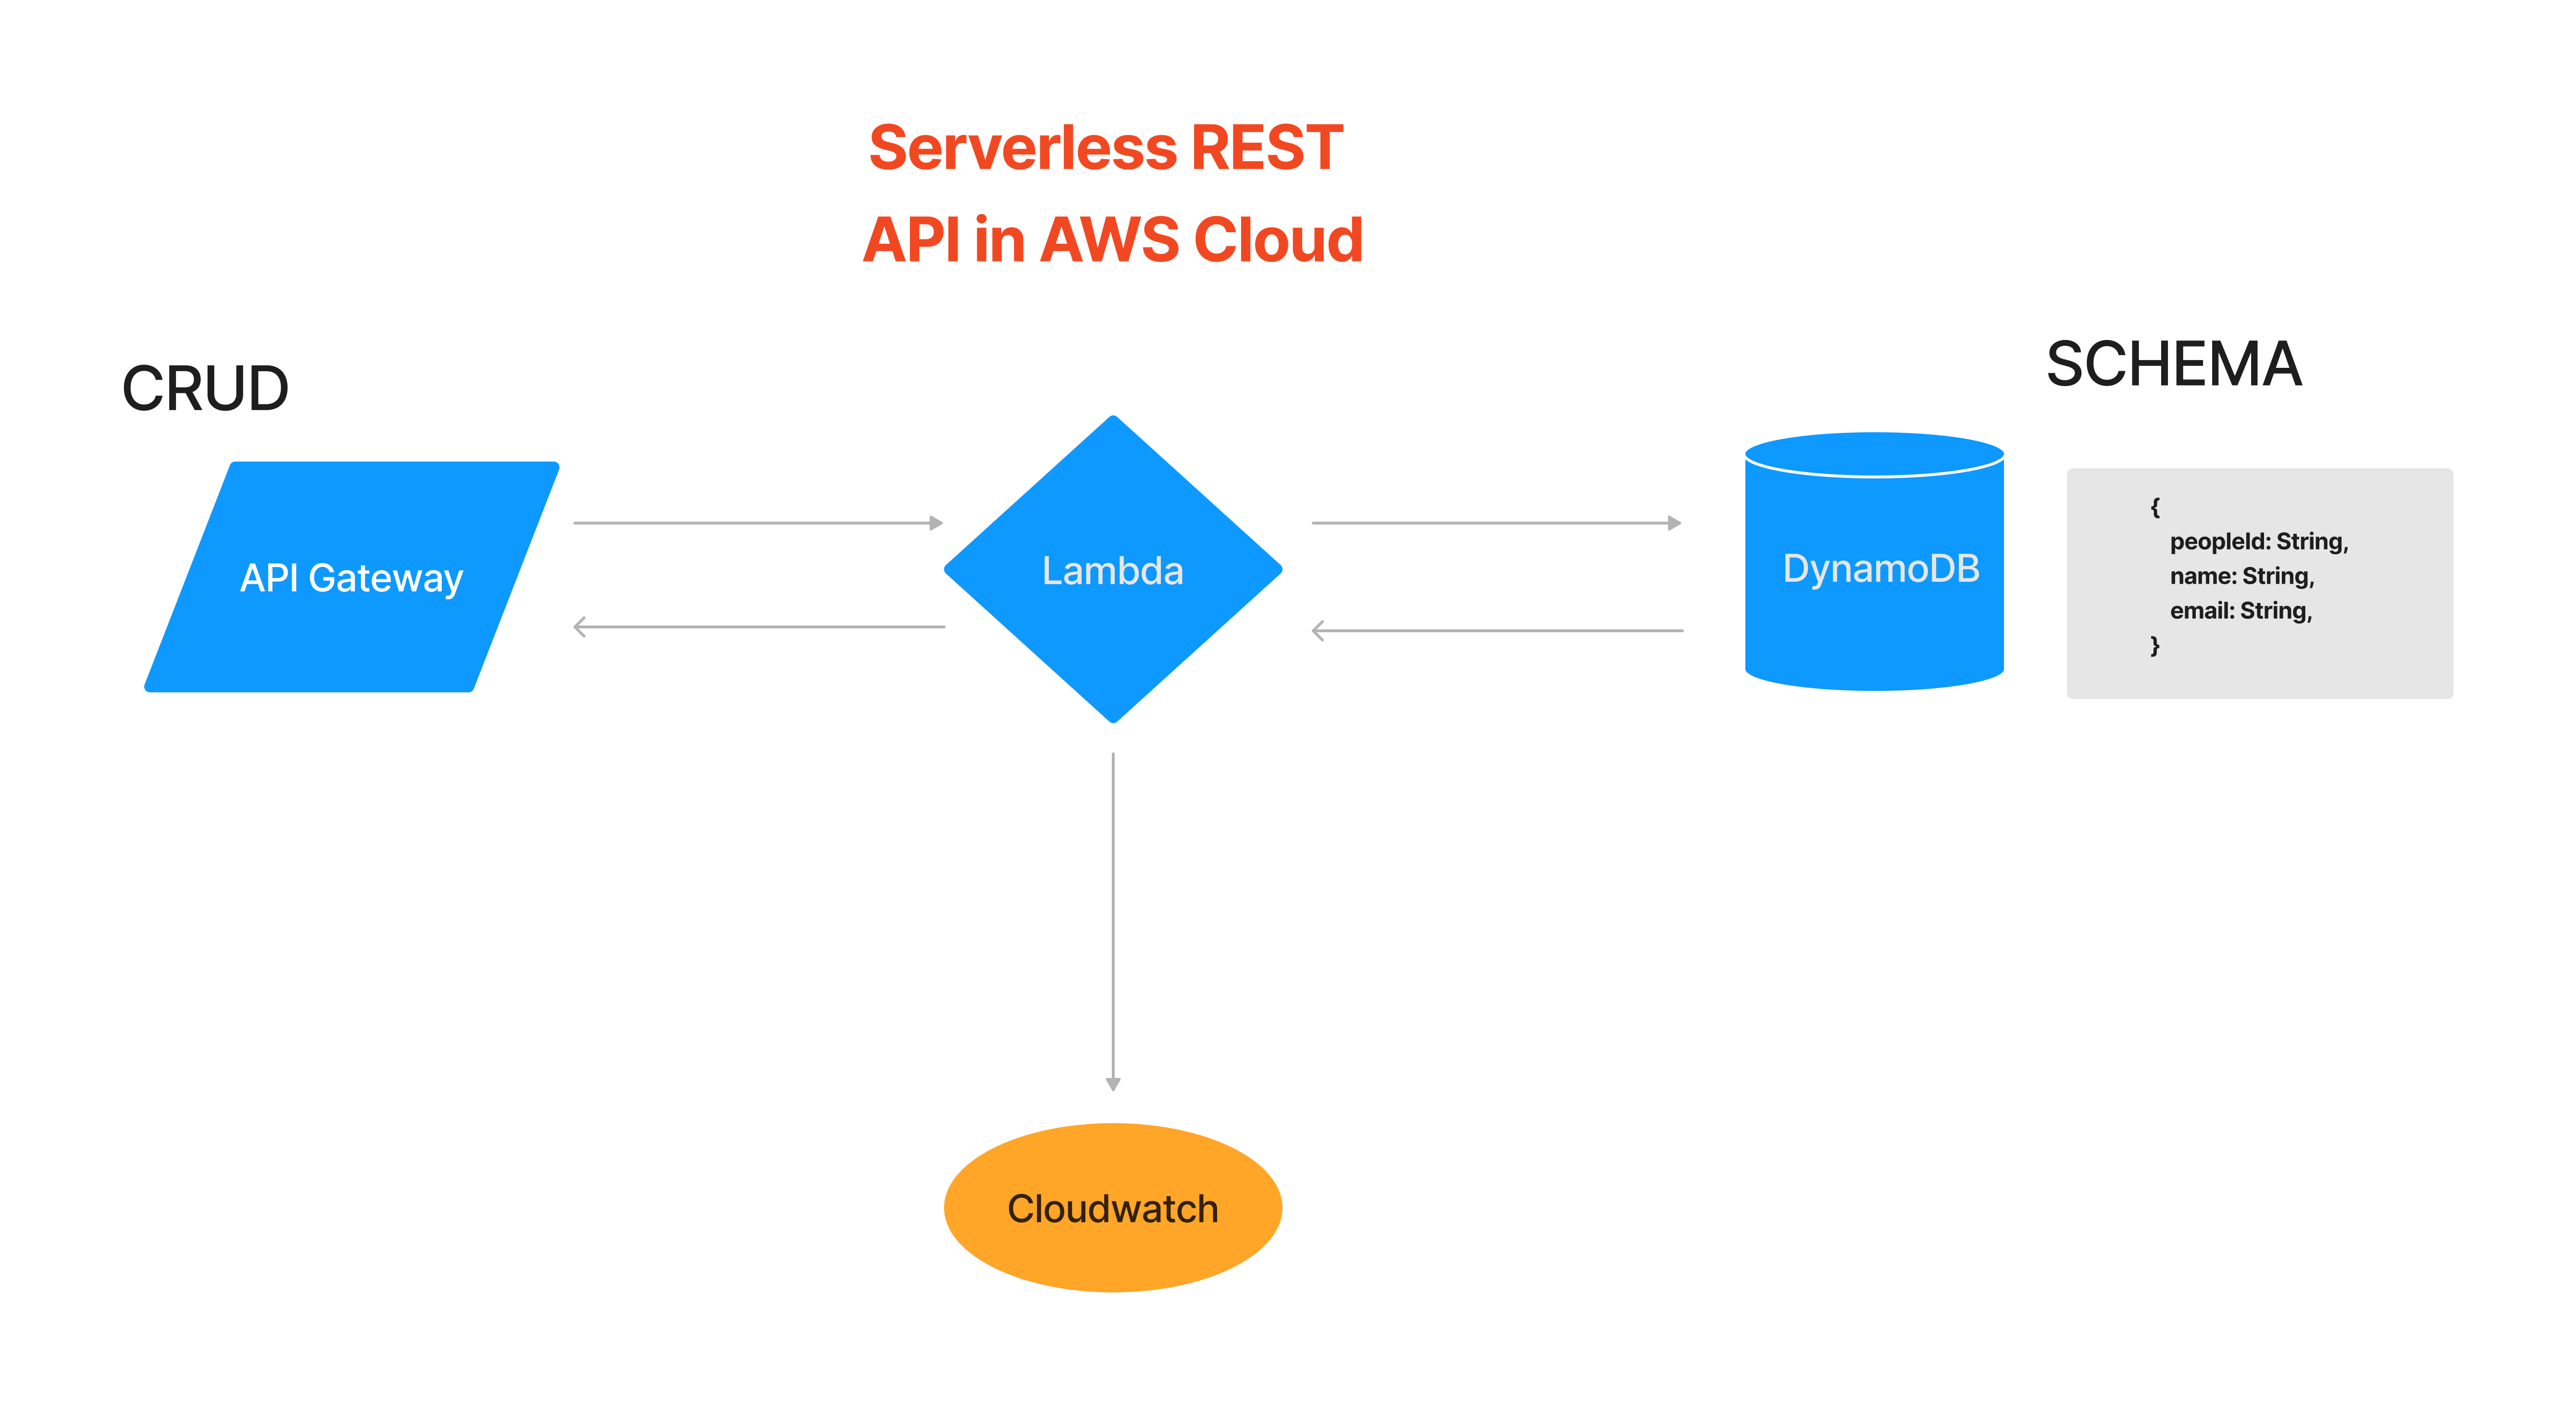 Serverless REST
API in AWS Cloud
CRUD
SCHEMA
API Gateway
Lambda
DynamoDB
{
peopleId: String,
name: String,
email: String,
}
Cloudwatch